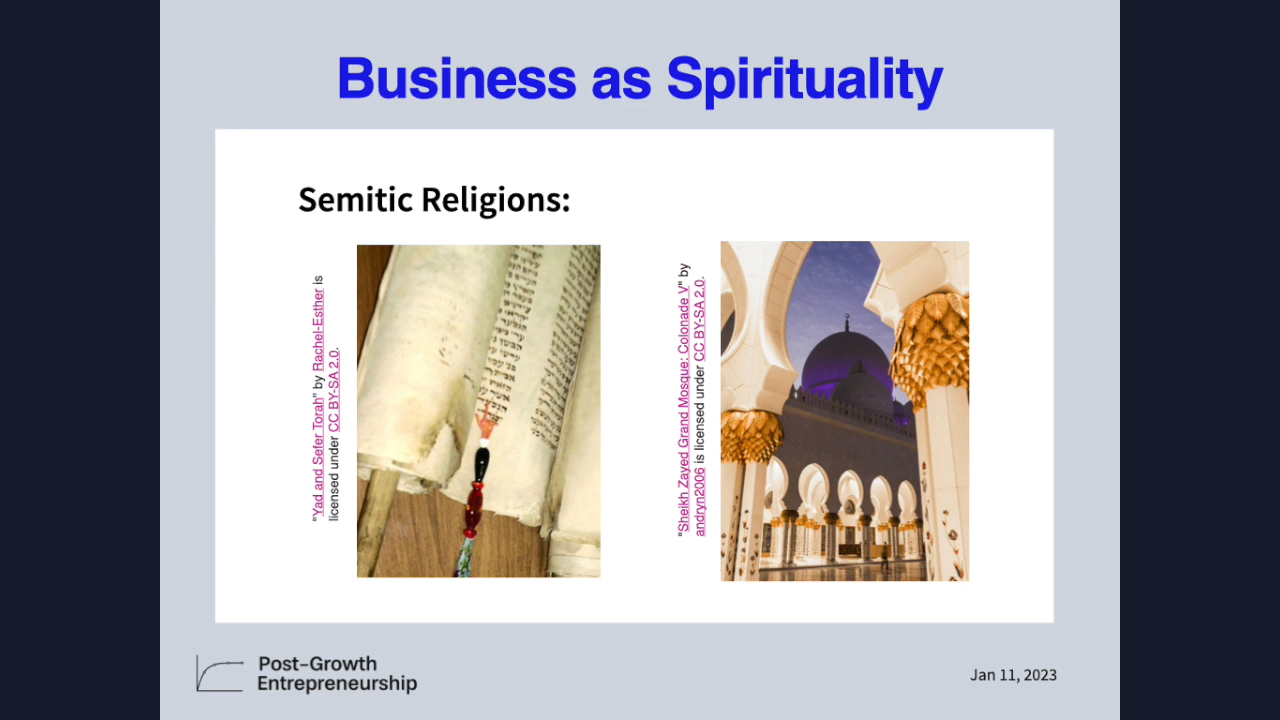 Business as Spirituality
Semitic Religions:
"Yad and Sefer Torah" by Rachel-Esther is
licensed under CC BY-SA 2.0.
"Sheikh Zayed Grand Mosque: Colonade V" by
andryn2006 is licensed under CC BY-SA 2.0.
Post-Growth
Entrepreneurship
Jan 11, 2023